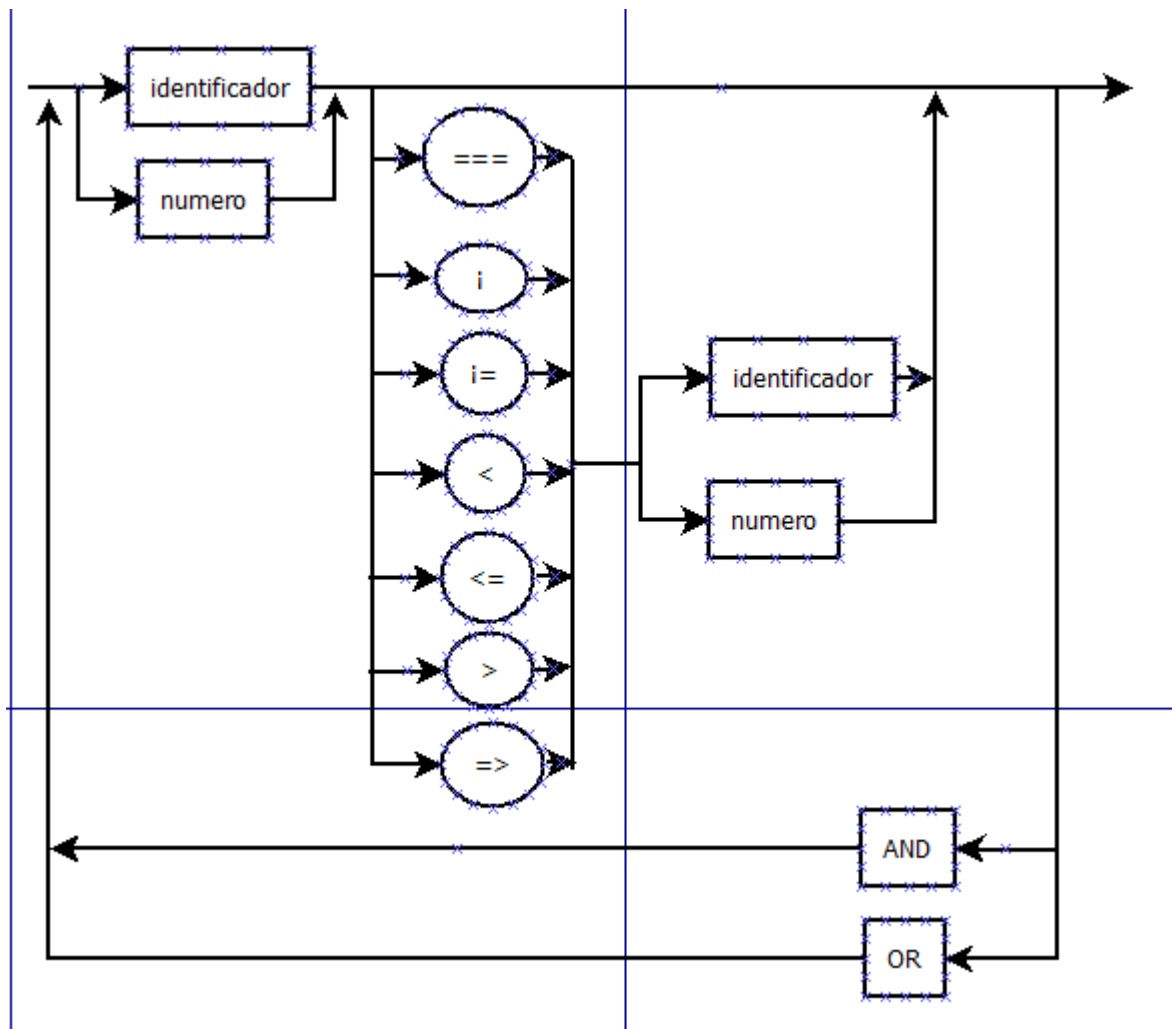 identificador
numero
===
i
i=
<
<=
>
=>
identificador
numero
AND
OR